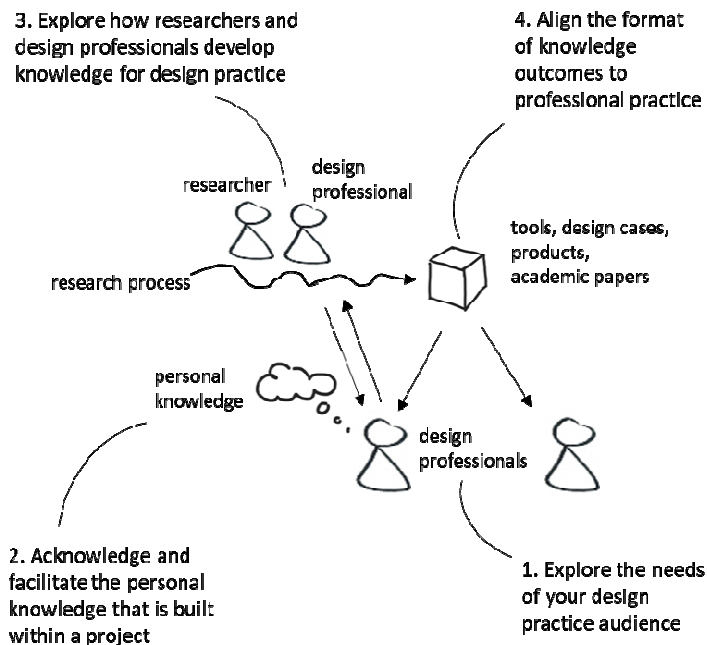 3. Explore how researchers and
design professionals develop
knowledge for design practice
4. Align the format
of knowledge
outcomes to
professional practice
researcher
design
professional
tools, design cases,
products,
academic papers
research process
personal
knowledge
design
professionals
2. Acknowledge and
facilitate the personal
knowledge that is built
within a project
1. Explore the needs
of your design
practice audience